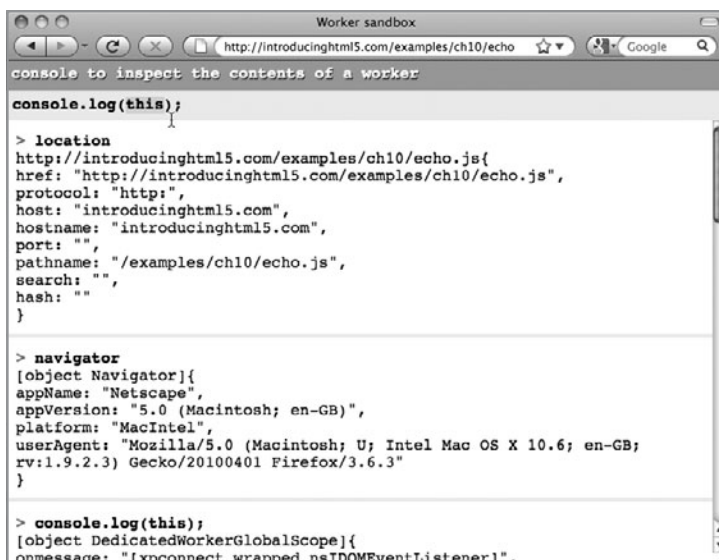 Worker sandbox
http://introducinghtml5.com/examples/ch10/echo
Google
console to inspect the contents of a worker
console.log(this);
> location
http://introducinghtml5.com/examples/ch10/echo.js{
href: "http://introducinghtml5.com/examples/ch10/echo.js",
protocol: "http:",
host: "introducinghtml5.com",
hostname: "introducinghtml5.com",
port: "",
pathname: "/examples/ch10/echo.js",
search: "",
hash: ""
}
> navigator
[object Navigator]{
appName: "Netscape",
appVersion: "5.0 (Macintosh; en-GB)",
platform: "MacIntel",
userAgent: "Mozilla/5.0 (Macintosh; U; Intel Mac OS X 10.6; en-GB;
rv:1.9.2.3) Gecko/20100401 Firefox/3.6.3"
}
> console.log(this);
[object DedicatedWorkerGlobalScope]{
onmessage: "[xpconnect wrapped nsIDOMEventListener]",